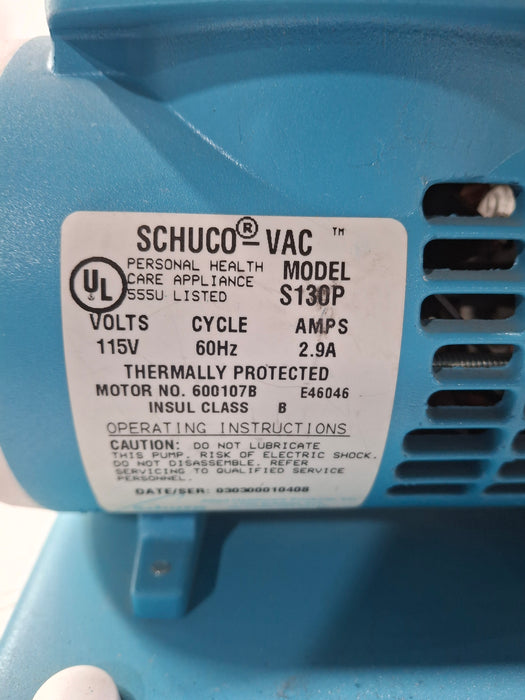 SCHUCO®-VAC ™
UL
PERSONAL HEALTH
CARE APPLIANCE
555U LISTED
MODEL
S130P
VOLTS CYCLE AMPS
115V 60Hz 2.9A
THERMALLY PROTECTED
MOTOR NO. 600107B E46046
INSUL CLASS B
OPERATING INSTRUCTIONS
CAUTION: DO NOT LUBRICATE
THIS PUMP. RISK OF ELECTRIC SHOCK.
DO NOT DISASSEMBLE. REFER
SERVICING TO QUALIFIED SERVICE
PERSONNEL.
DATE/SER: 030300010408